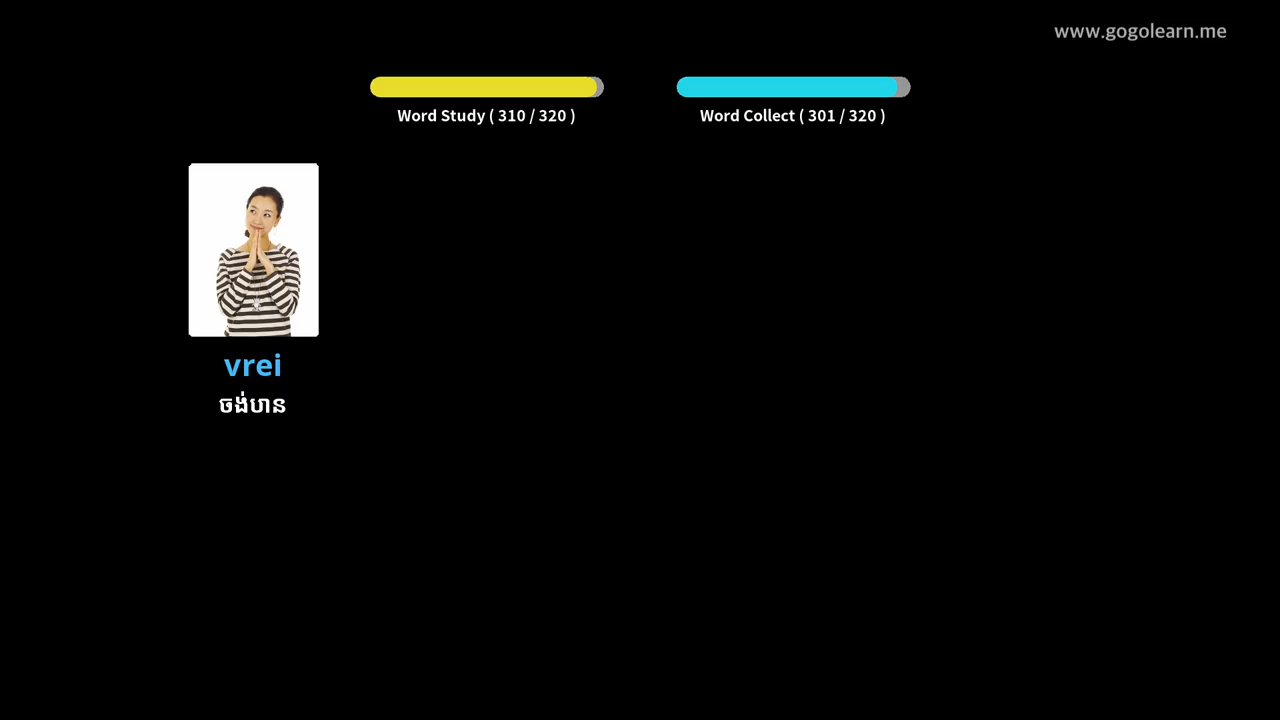 www.gogolearn.me
Word Study ( 310 / 320 )
Word Collect ( 301 / 320 )
vrei
ចង់បាន